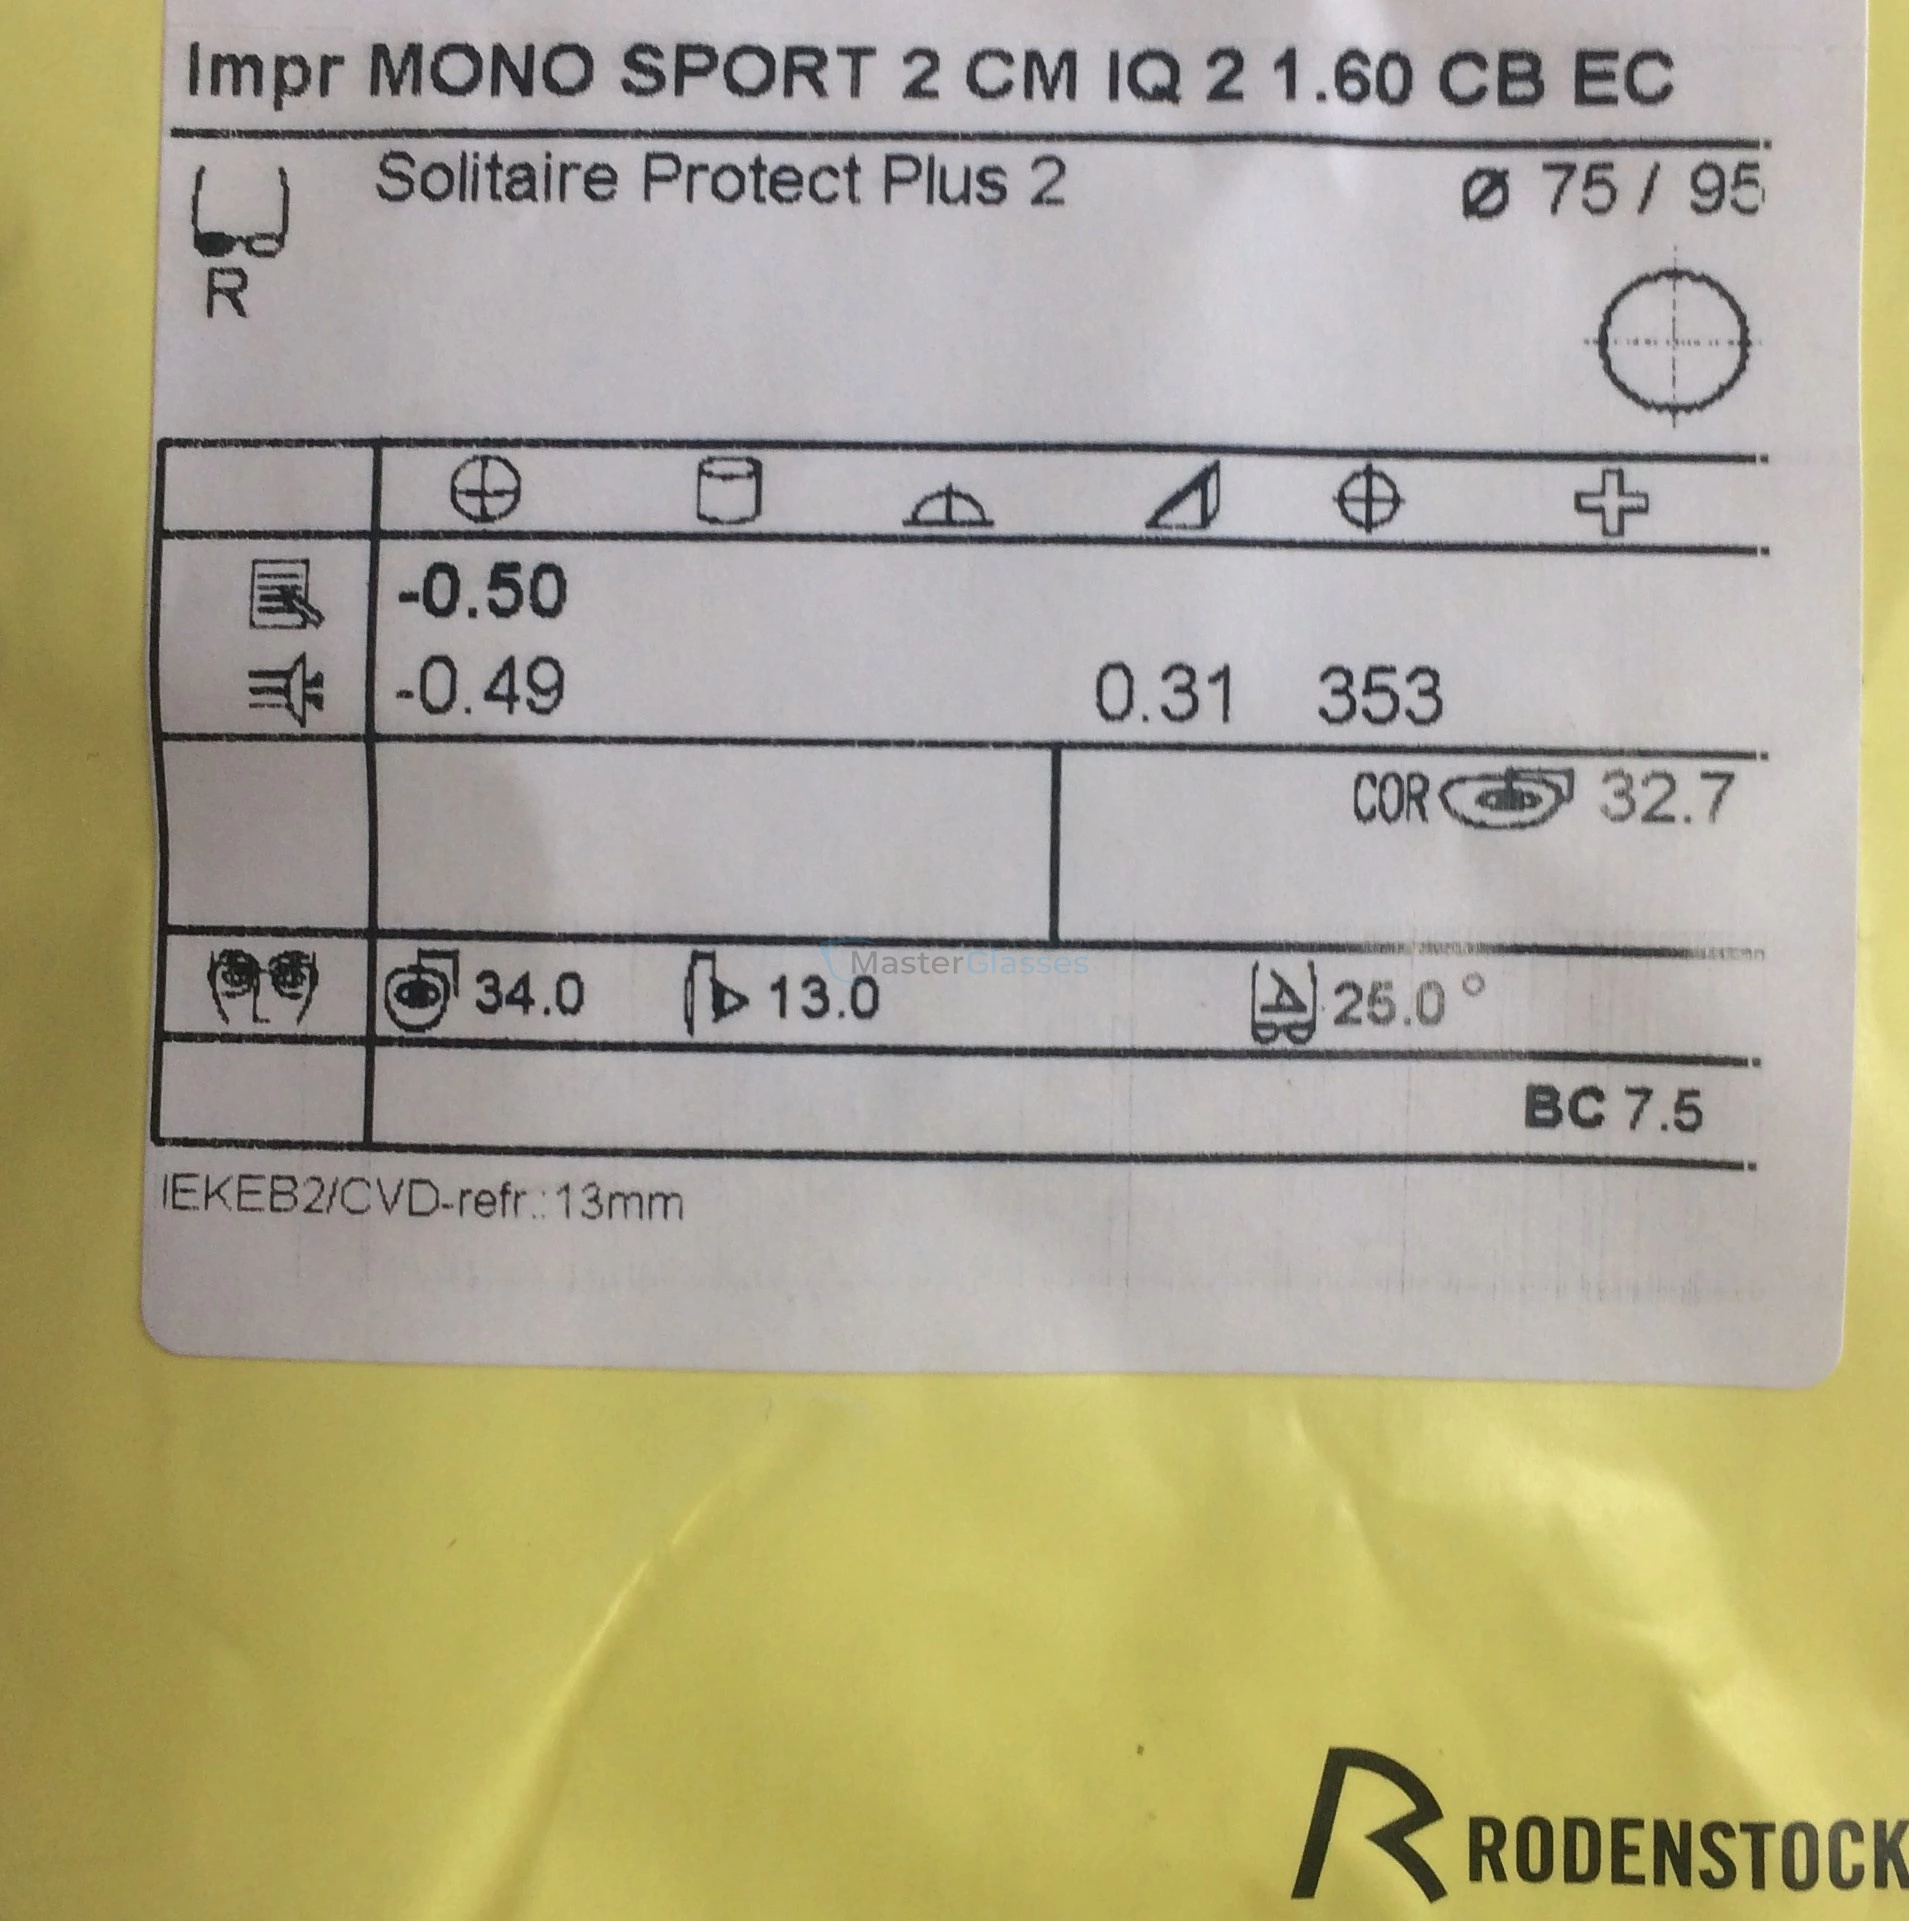 Impr MONO SPORT 2 CM IQ 2 1.60 CB EC
Solitaire Protect Plus 2 Ø 75 / 95
R
-0.50
-0.49 0.31 353
COR 32.7
34.0 13.0 25.0°
MasterGlasses
BC 7.5
IEKEB2/CVD-refr.:13mm
RODENSTOCK